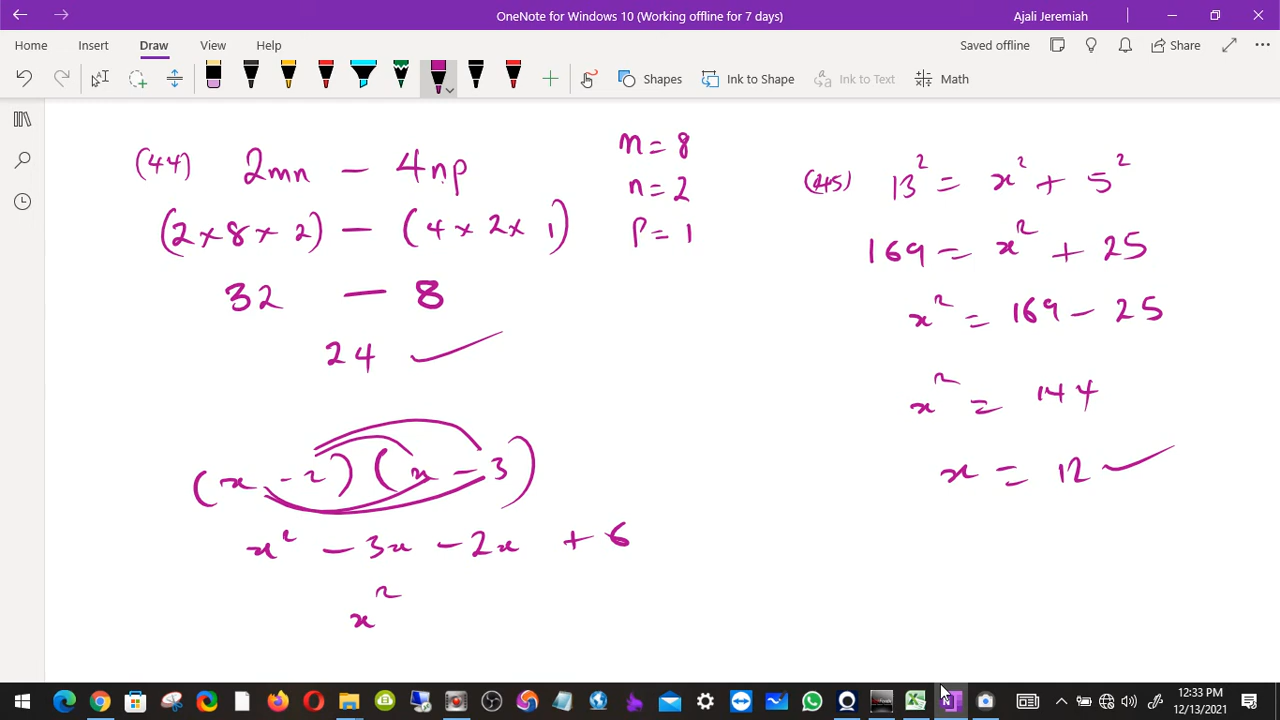 OneNote for Windows 10 (Working offline for 7 days)
Ajali Jeremiah
Home Insert Draw View Help
Saved offline
Share
Shapes
Ink to Shape
Ink to Text
Math
(44) 2mn - 4np
(2x8x 2) - (4 x 2x 1)
32 - 8
24 ✓
m = 8
n = 2
P = 1
(x - 2) (x - 3)
x² - 3x - 2x + 6
x²
(45) 13² = x² + 5²
169 = x² + 25
x² = 169 - 25
x² = 144
x = 12 ✓
12:33 PM
12/13/2021